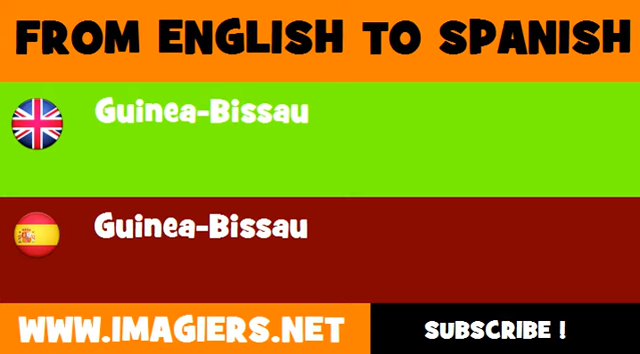 FROM ENGLISH TO SPANISH
Guinea-Bissau
Guinea-Bissau
WWW.IMAGIERS.NET
SUBSCRIBE !